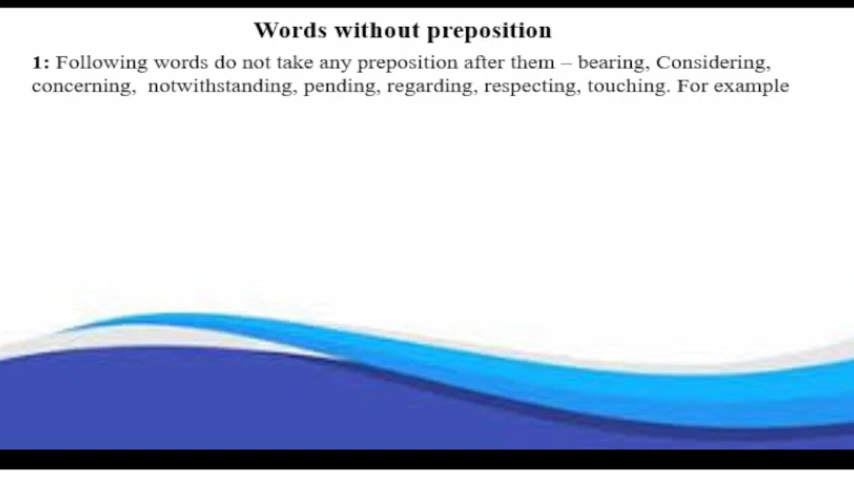 Words without preposition
1: Following words do not take any preposition after them – bearing, Considering,
concerning, notwithstanding, pending, regarding, respecting, touching. For example